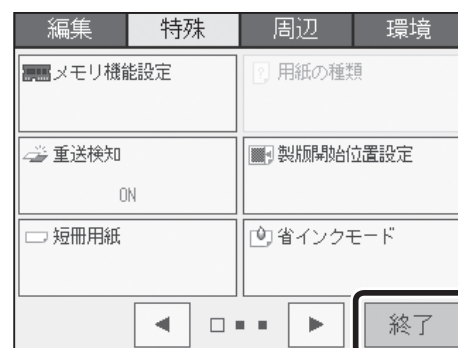 編集 特殊 周辺 環境
メモリ機能設定 用紙の種類
重送検知 製版開始位置設定
ON
短冊用紙 省インクモード
終了